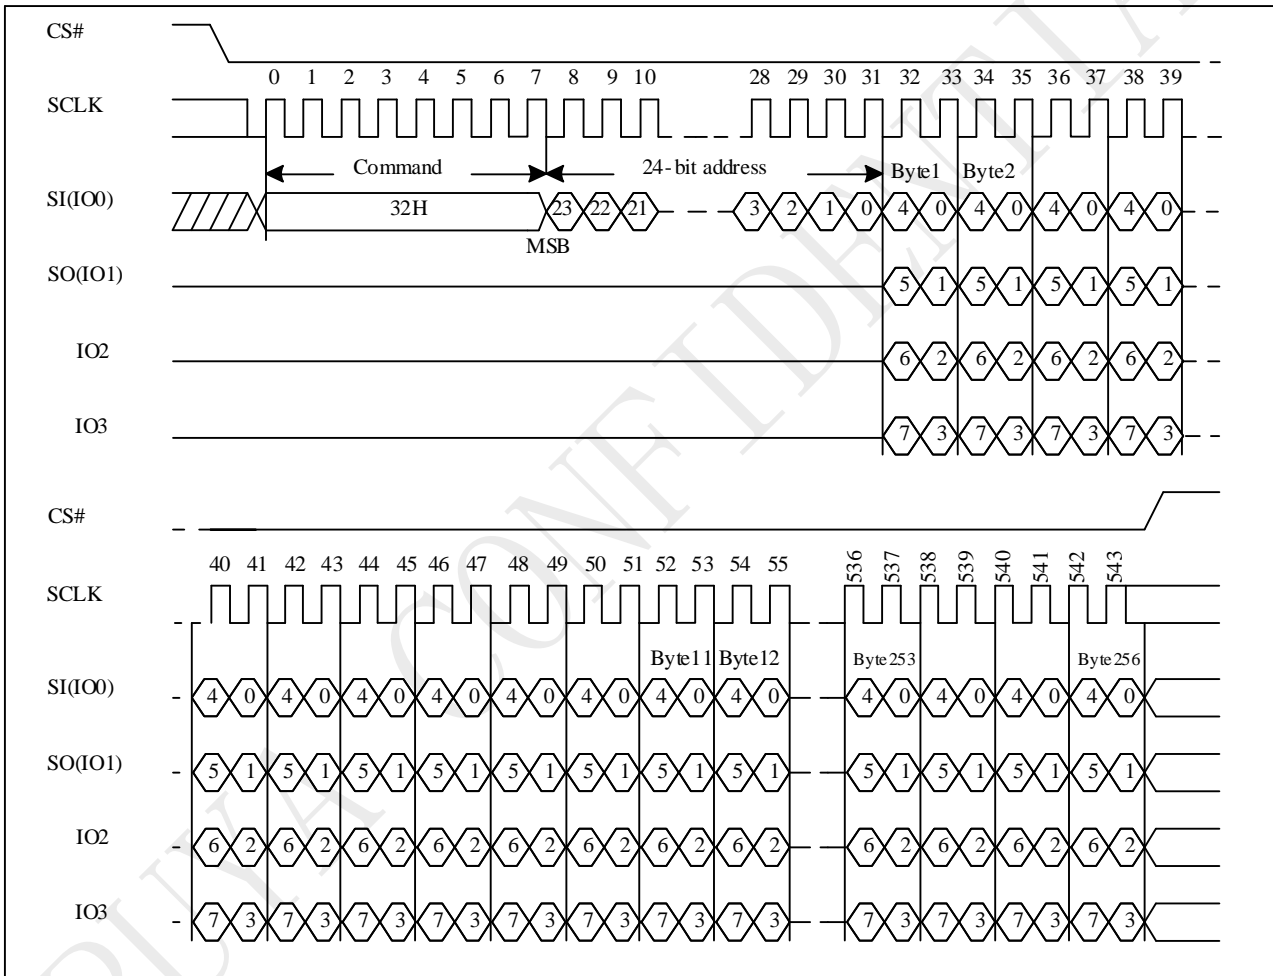 CS#
0 1 2 3 4 5 6 7 8 9 10 28 29 30 31 32 33 34 35 36 37 38 39
SCLK
Command 24-bit address Byte1 Byte2
SI(IO0) 32H 23 22 21 3 2 1 0 4 0 4 0 4 0 4 0
MSB
SO(IO1) 5 1 5 1 5 1 5 1
IO2 6 2 6 2 6 2 6 2
IO3 7 3 7 3 7 3 7 3
CS#
40 41 42 43 44 45 46 47 48 49 50 51 52 53 54 55 536 537 538 539 540 541 542 543
SCLK
Byte11 Byte12 Byte253 Byte256
SI(IO0) 4 0 4 0 4 0 4 0 4 0 4 0 4 0 4 0 4 0 4 0 4 0 4 0
SO(IO1) 5 1 5 1 5 1 5 1 5 1 5 1 5 1 5 1 5 1 5 1 5 1 5 1
IO2 6 2 6 2 6 2 6 2 6 2 6 2 6 2 6 2 6 2 6 2 6 2 6 2
IO3 7 3 7 3 7 3 7 3 7 3 7 3 7 3 7 3 7 3 7 3 7 3 7 3
PUYA CONFIDENTIA